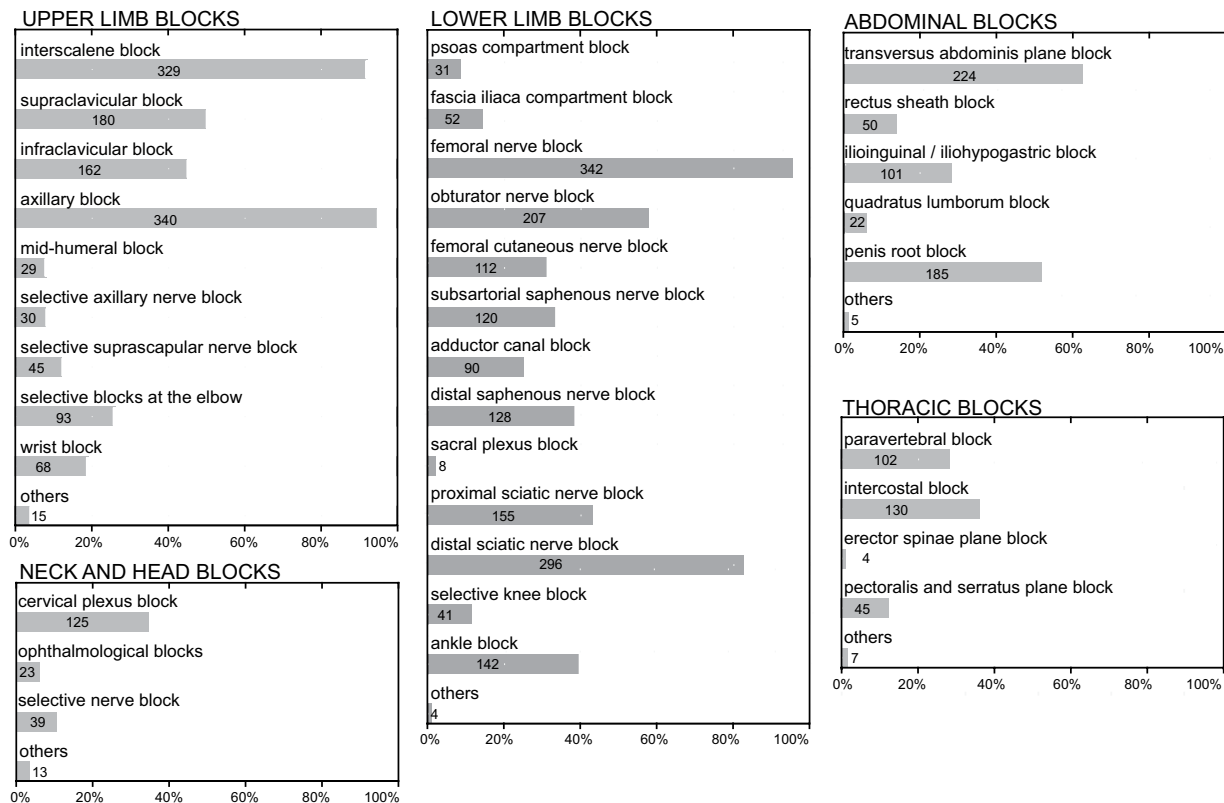 UPPER LIMB BLOCKS
interscalene block
329
supraclavicular block
180
infraclavicular block
162
axillary block
340
mid-humeral block
29
selective axillary nerve block
30
selective suprascapular nerve block
45
selective blocks at the elbow
93
wrist block
68
others
15
0% 20% 40% 60% 80% 100%
NECK AND HEAD BLOCKS
cervical plexus block
125
ophthalmological blocks
23
selective nerve block
39
others
13
0% 20% 40% 60% 80% 100%
LOWER LIMB BLOCKS
psoas compartment block
31
fascia iliaca compartment block
52
femoral nerve block
342
obturator nerve block
207
femoral cutaneous nerve block
112
subsartorial saphenous nerve block
120
adductor canal block
90
distal saphenous nerve block
128
sacral plexus block
8
proximal sciatic nerve block
155
distal sciatic nerve block
296
selective knee block
41
ankle block
142
others
4
0% 20% 40% 60% 80% 100%
ABDOMINAL BLOCKS
transversus abdominis plane block
224
rectus sheath block
50
ilioinguinal / iliohypogastric block
101
quadratus lumborum block
22
penis root block
185
others
5
0% 20% 40% 60% 80% 100%
THORACIC BLOCKS
paravertebral block
102
intercostal block
130
erector spinae plane block
4
pectoralis and serratus plane block
45
others
7
0% 20% 40% 60% 80% 100%